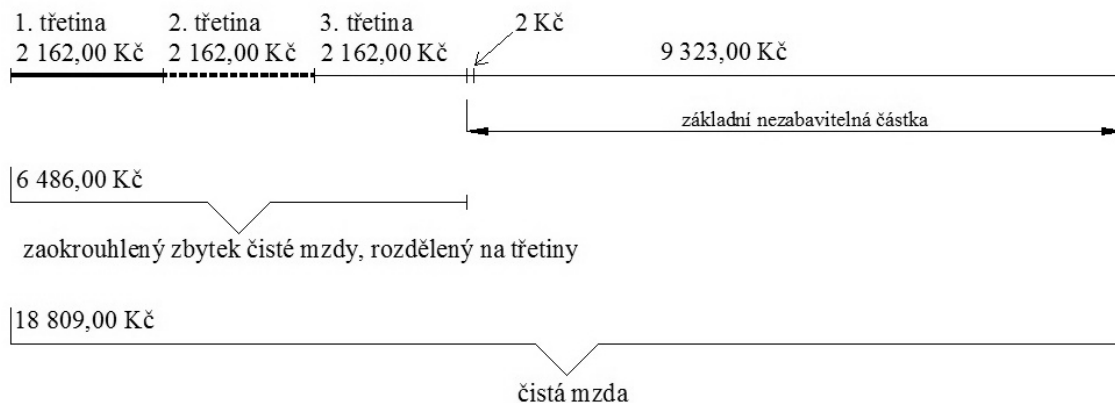 1. třetina 2. třetina 3. třetina 2 Kč
2 162,00 Kč 2 162,00 Kč 2 162,00 Kč 9 323,00 Kč
základní nezabavitelná částka
6 486,00 Kč
zaokrouhlený zbytek čisté mzdy, rozdělený na třetiny
18 809,00 Kč
čistá mzda